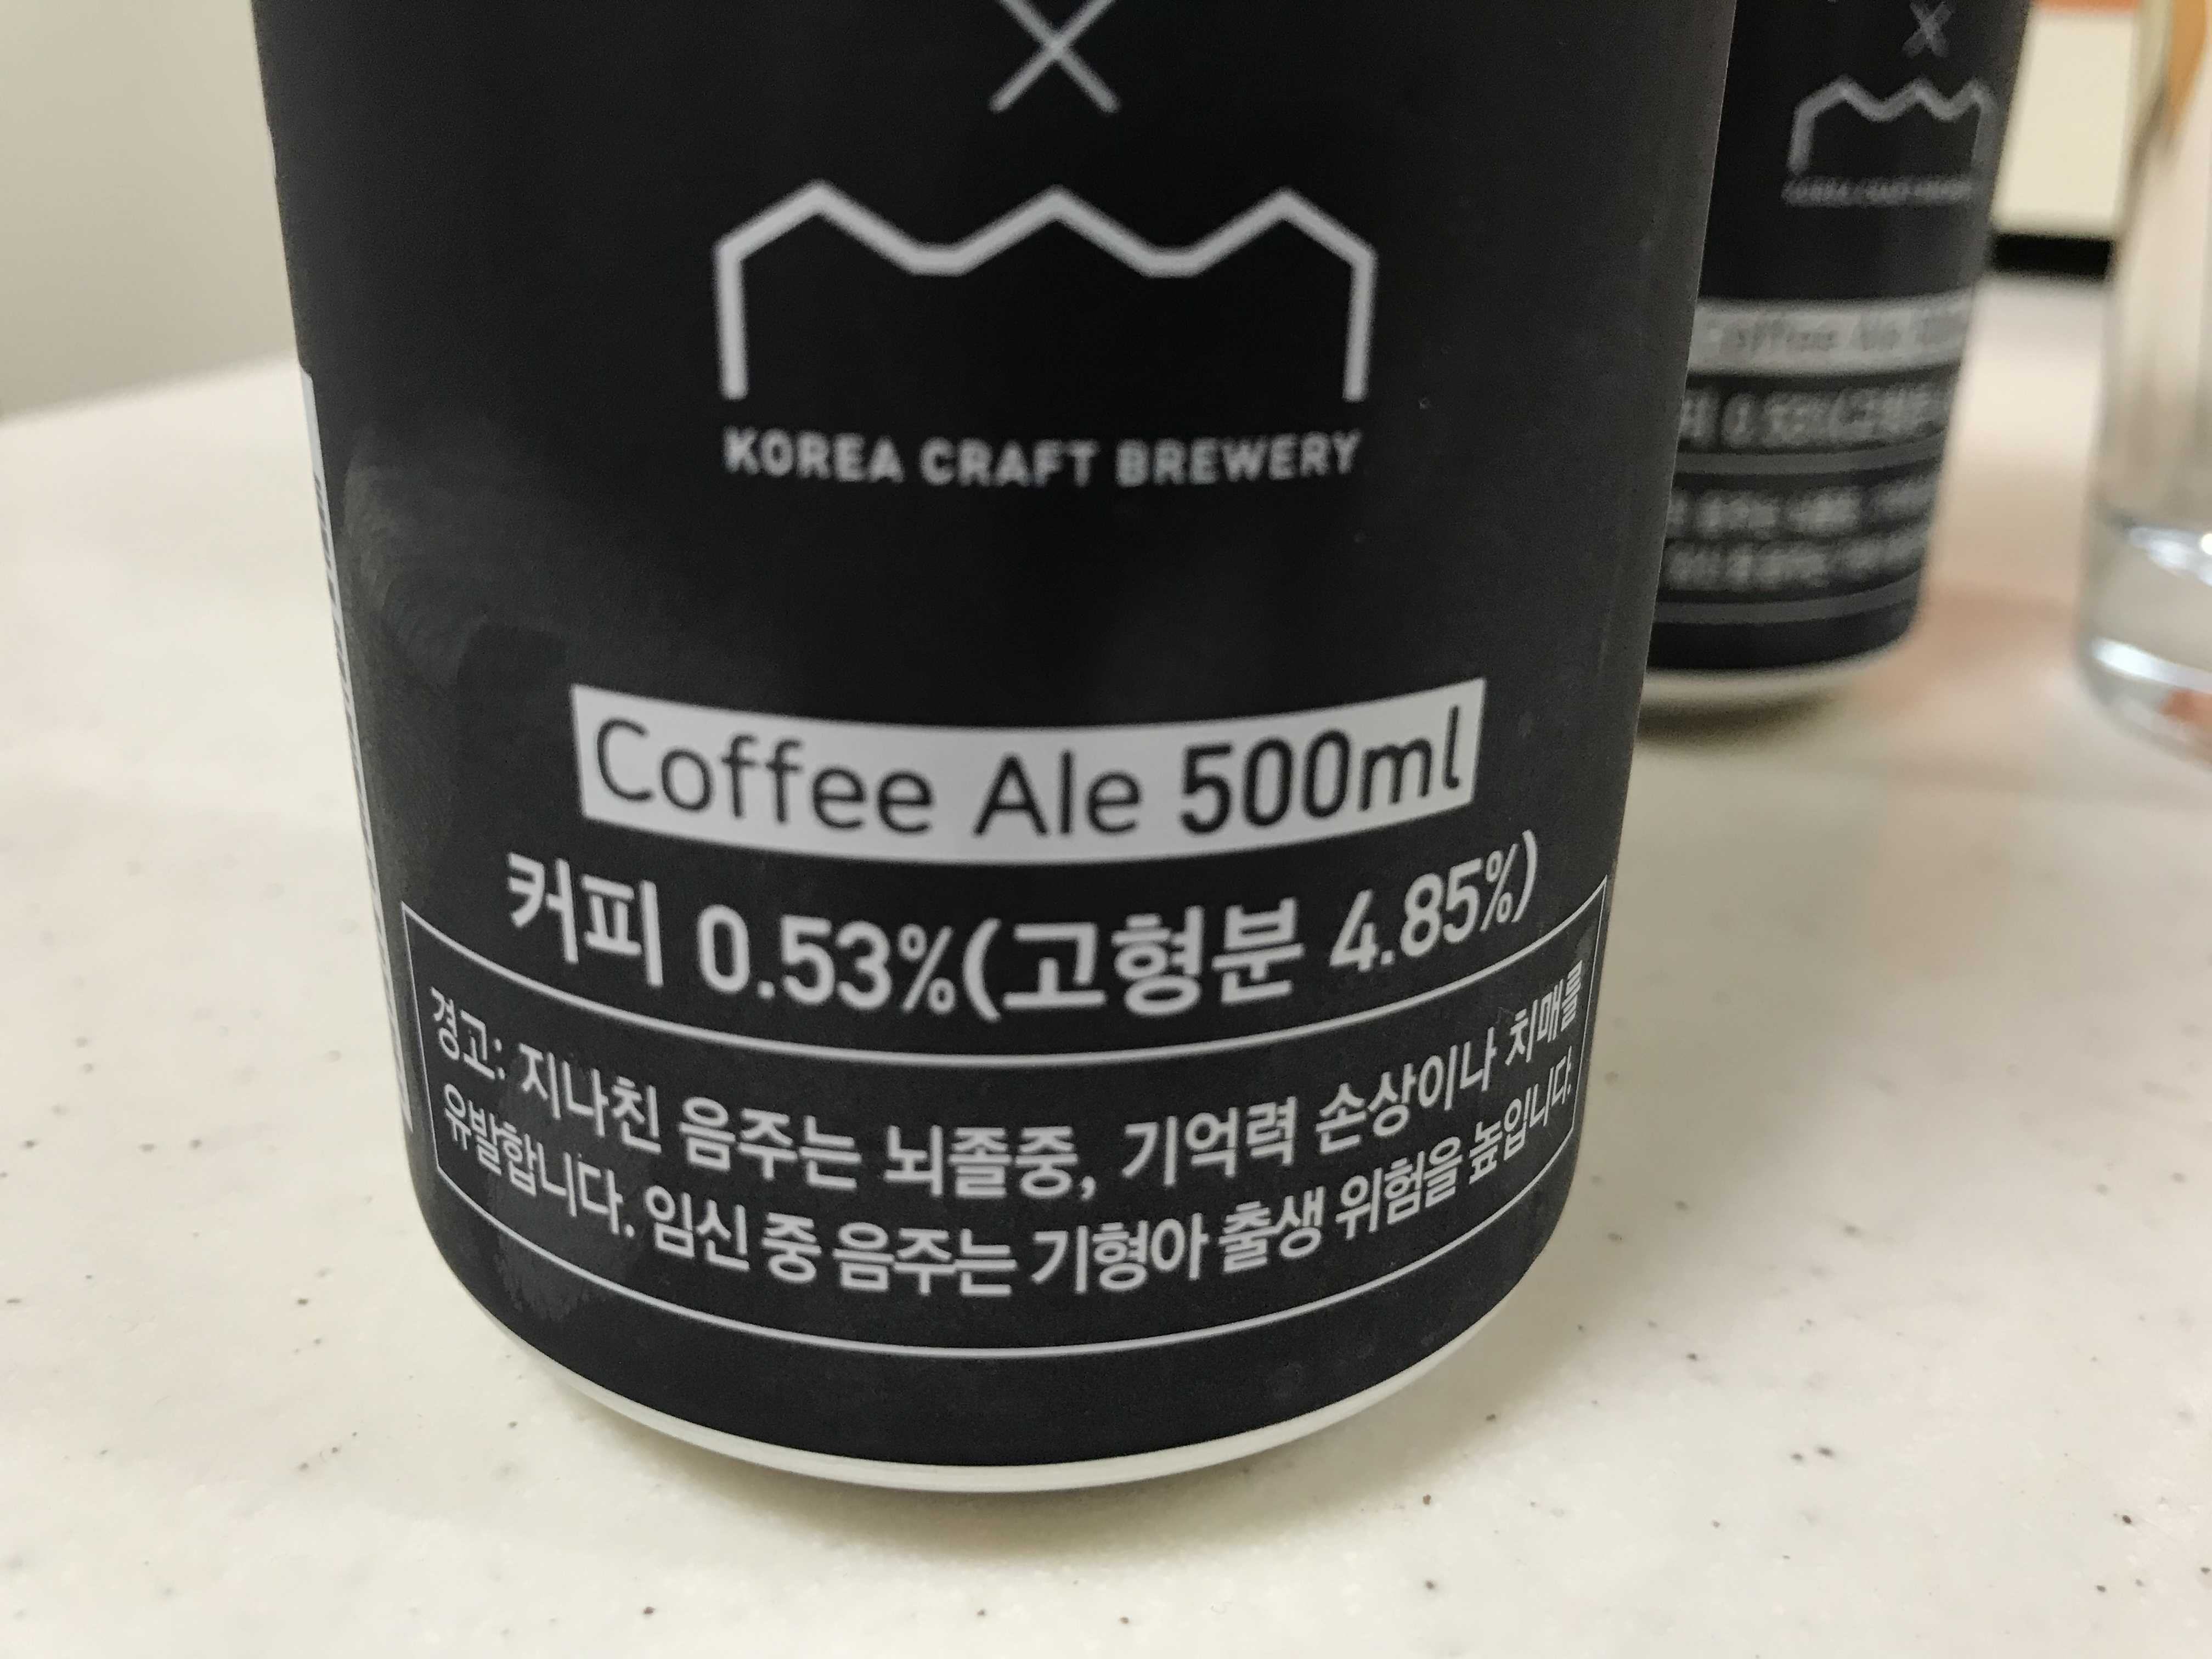 X
KOREA CRAFT BREWERY
Coffee Ale 500ml
커피 0.53%(고형분 4.85%)
경고: 지나친 음주는 뇌졸중, 기억력 손상이나 치매를
유발합니다. 임신 중 음주는 기형아 출생 위험을 높입니다.
X
Coffee Ale